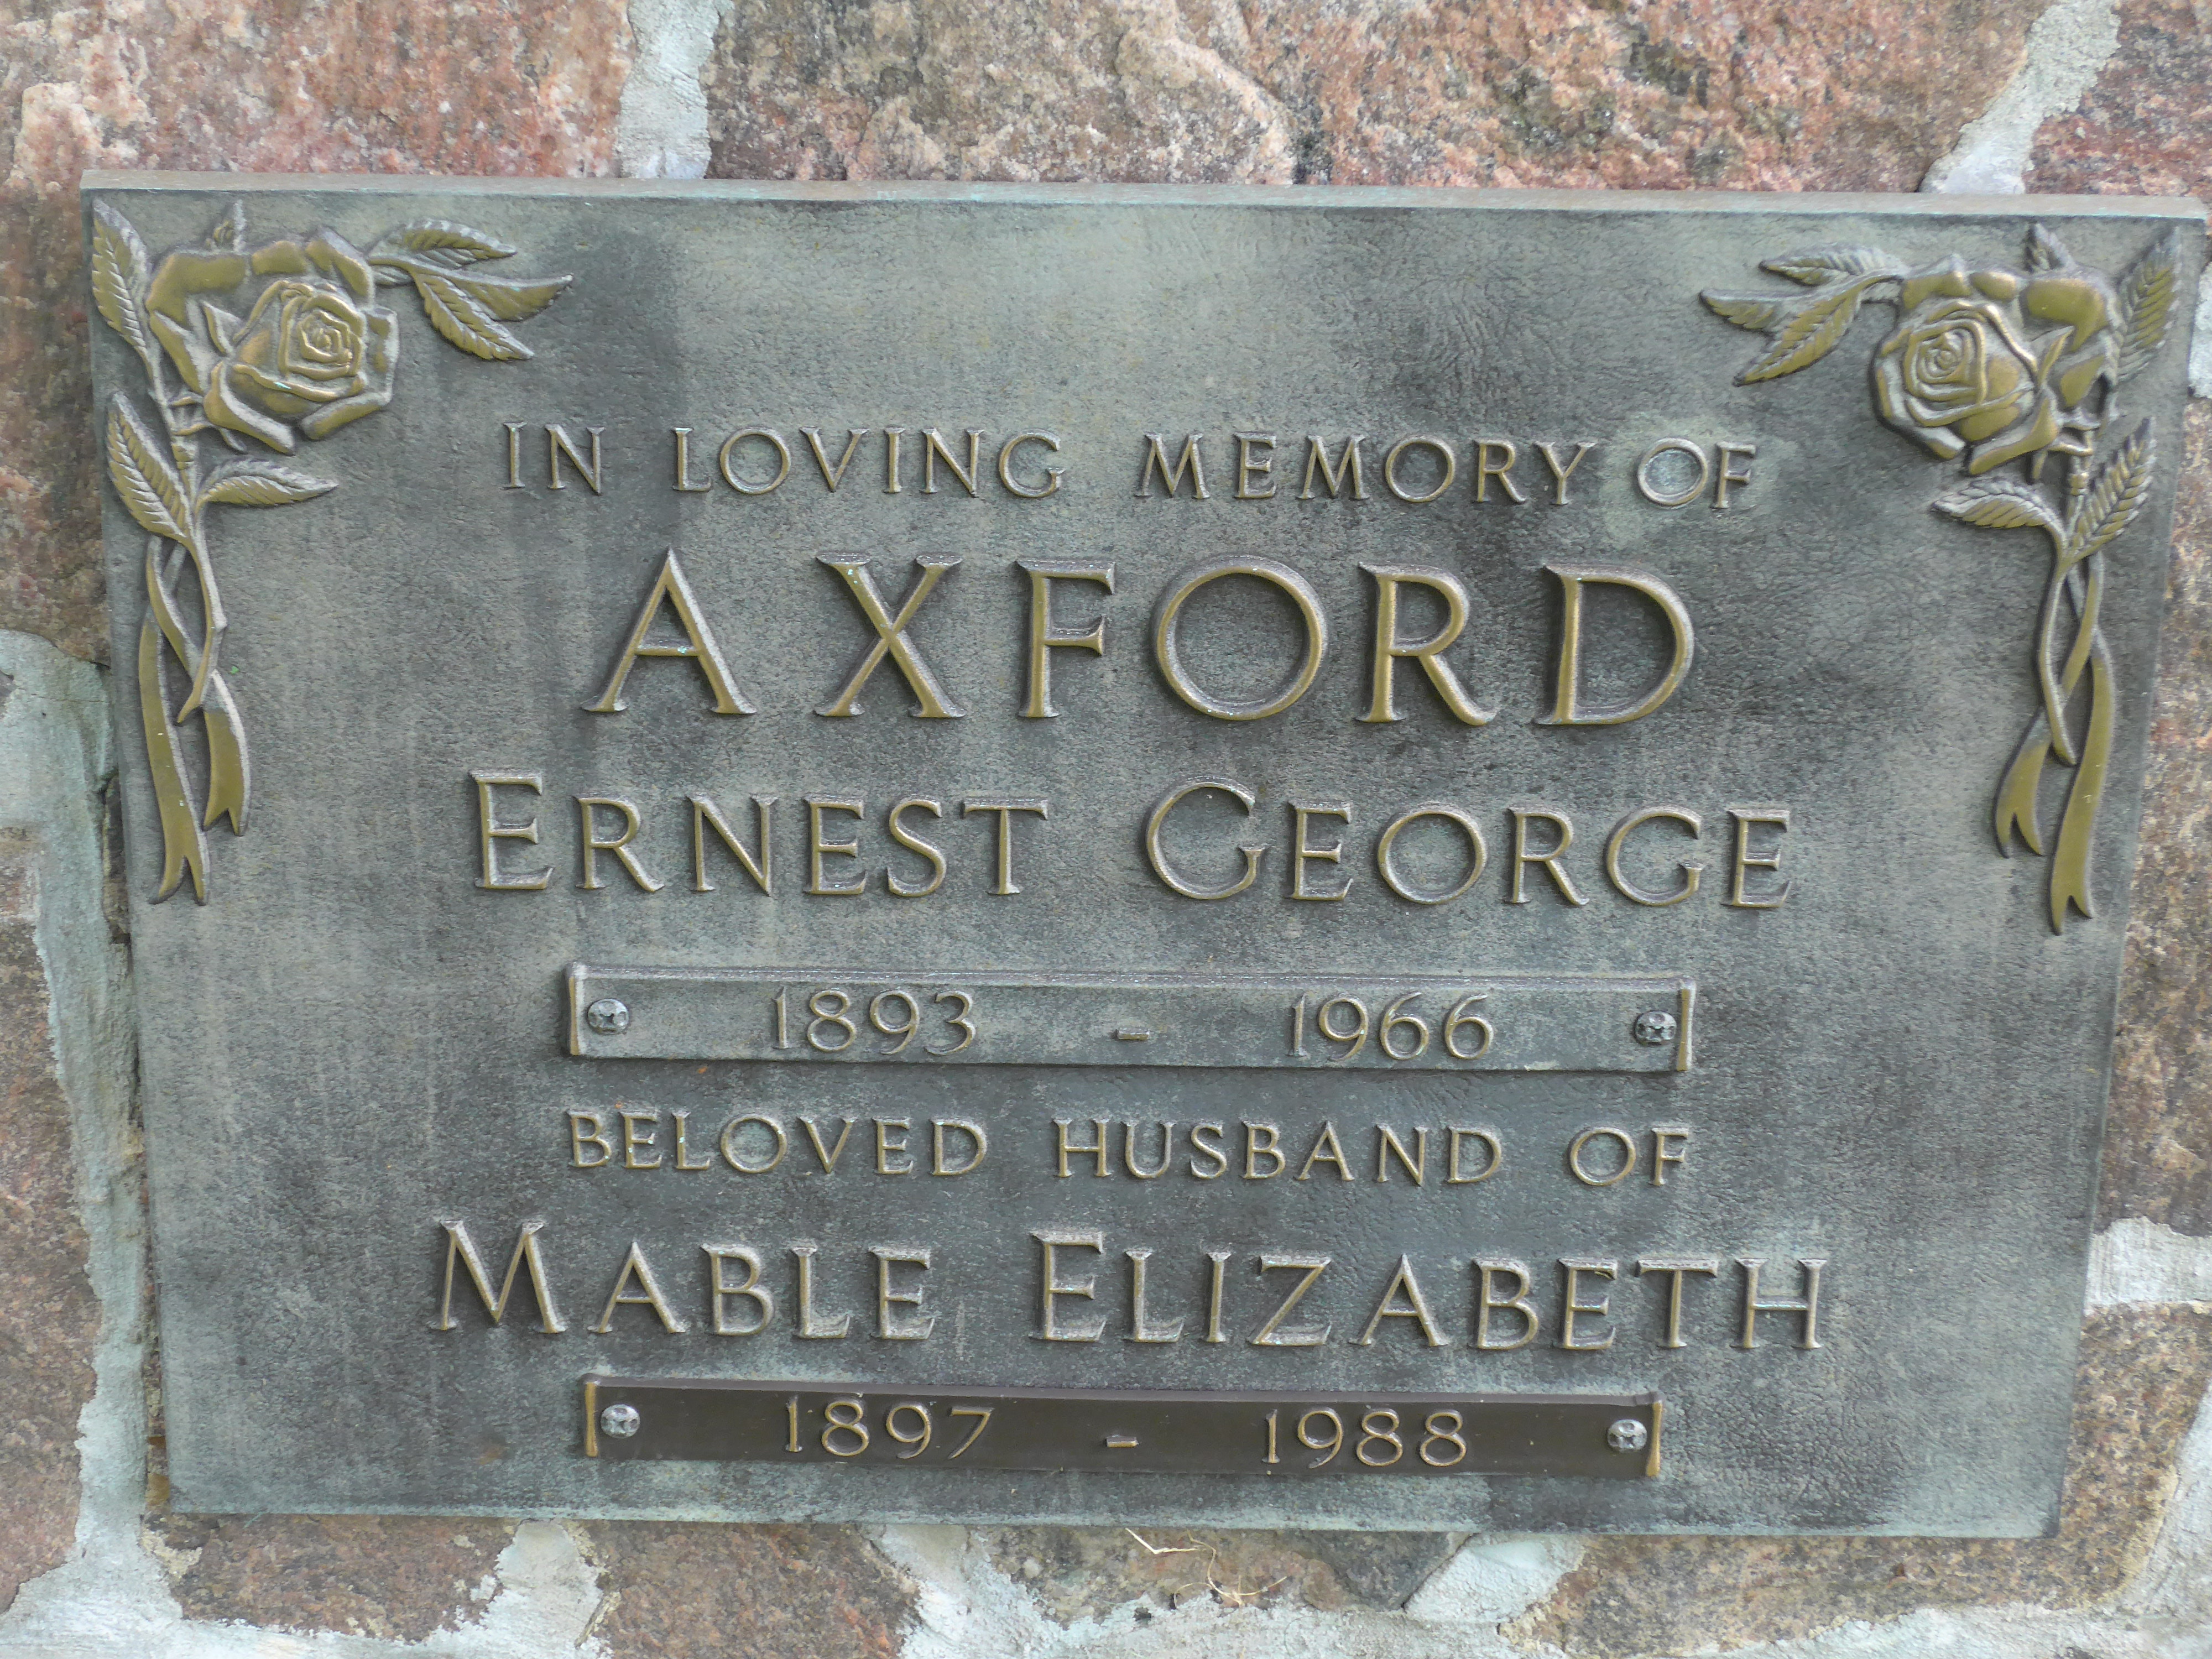 IN LOVING MEMORY OF
AXFORD
ERNEST GEORGE
1893 - 1966
BELOVED HUSBAND OF
MABLE ELIZABETH
1897 - 1988